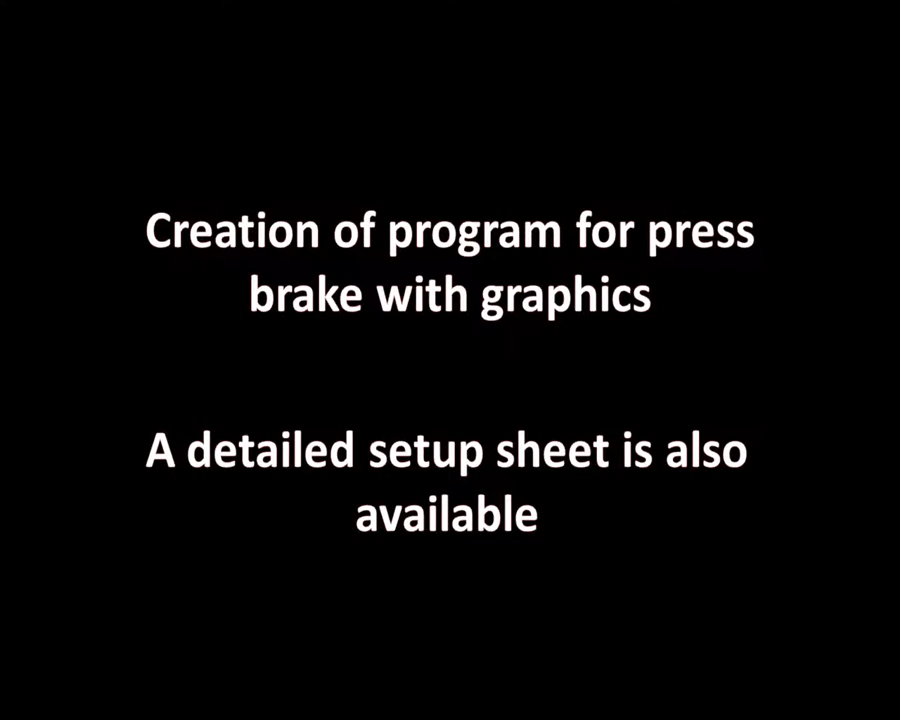 Creation of program for press
brake with graphics
A detailed setup sheet is also
available